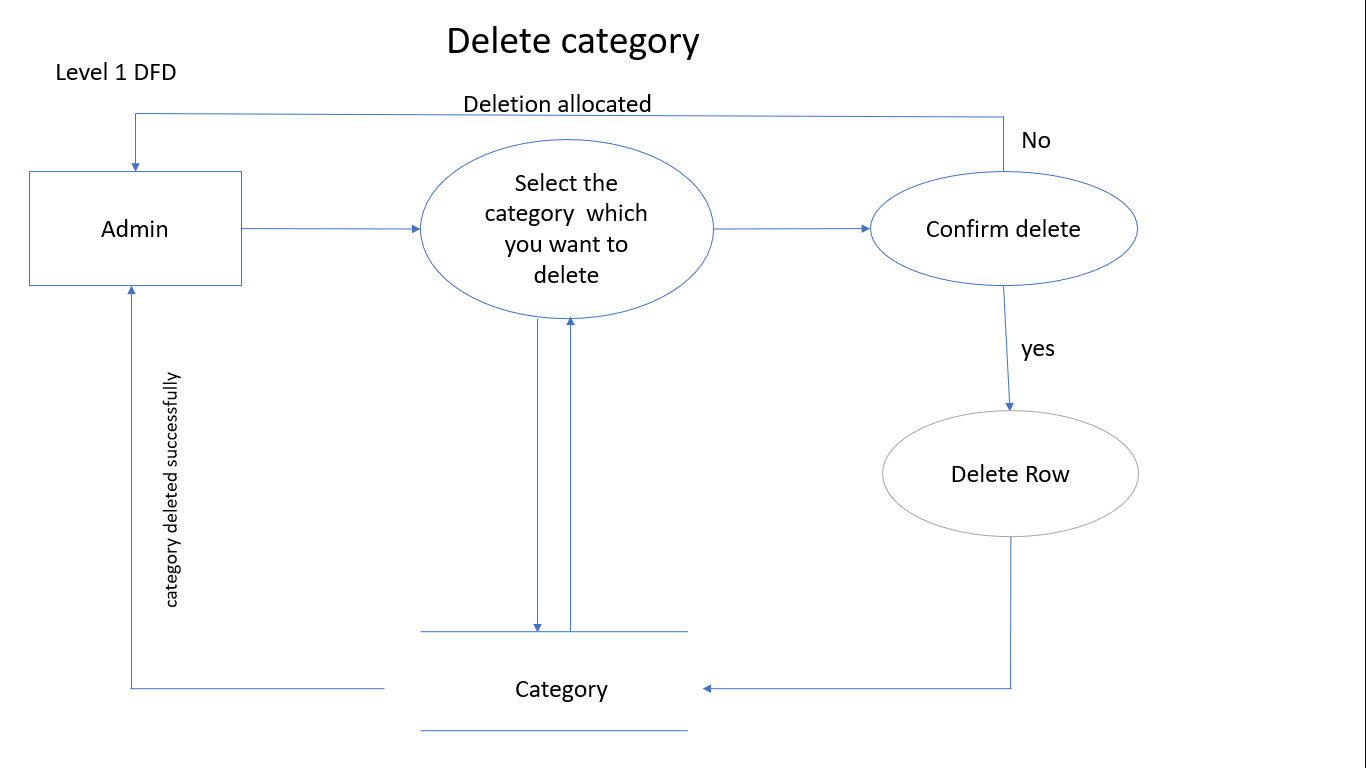 Delete category
Level 1 DFD
Deletion allocated
No
Admin
Select the
category  which
you want to
delete
Confirm delete
yes
category deleted successfully
Delete Row
Category